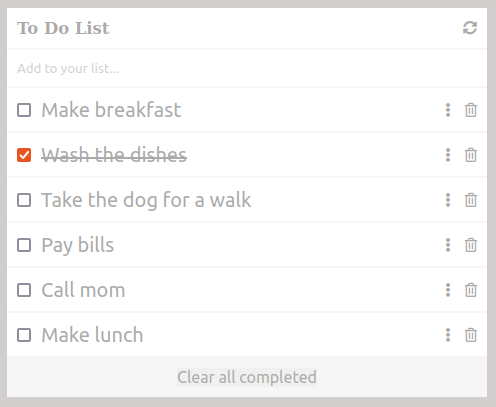 To Do List
Add to your list...
Make breakfast
Wash the dishes
Take the dog for a walk
Pay bills
Call mom
Make lunch
Clear all completed